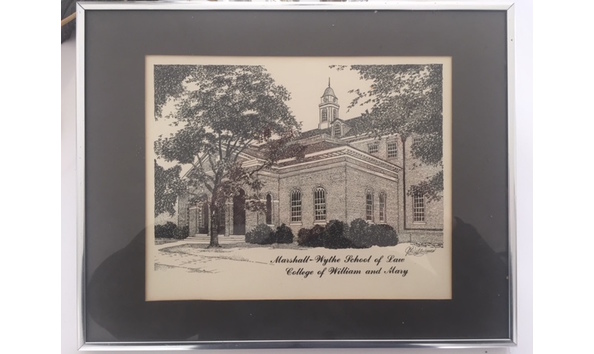 Marshall-Wythe School of Law
College of William and Mary